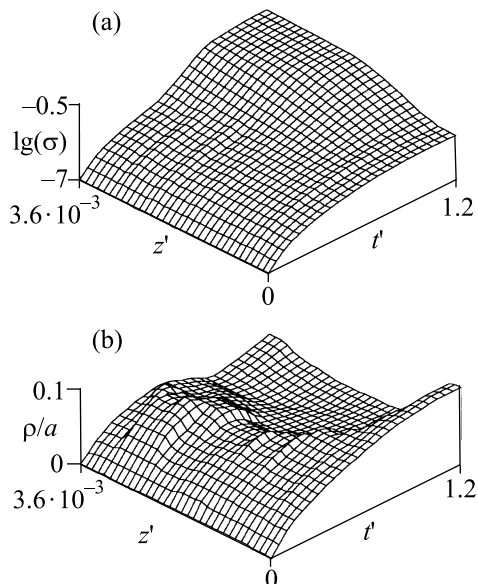 (a)
−0.5
lg(σ)
−7
3.6·10⁻³
z'
0
t'
1.2
(b)
0.1
ρ/a
0
3.6·10⁻³
z'
0
t'
1.2